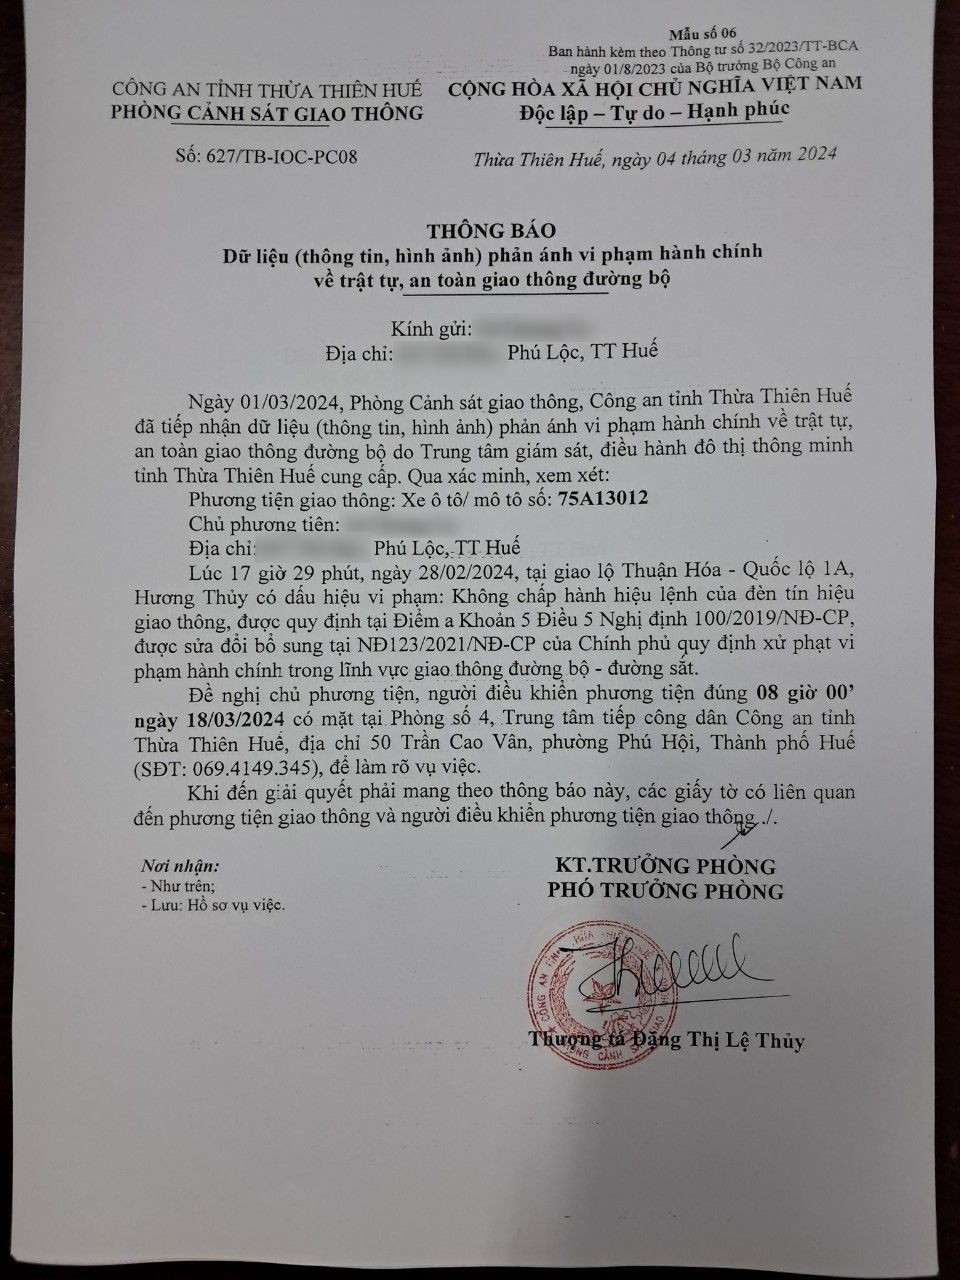 Mẫu số 06
Ban hành kèm theo Thông tư số 32/2023/TT-BCA
ngày 01/8/2023 của Bộ trưởng Bộ Công an
CÔNG AN TỈNH THỪA THIÊN HUẾ
PHÒNG CẢNH SÁT GIAO THÔNG
CỘNG HÒA XÃ HỘI CHỦ NGHĨA VIỆT NAM
Độc lập – Tự do – Hạnh phúc
Số: 627/TB-IOC-PC08
Thừa Thiên Huế, ngày 04 tháng 03 năm 2024
THÔNG BÁO
Dữ liệu (thông tin, hình ảnh) phản ánh vi phạm hành chính
về trật tự, an toàn giao thông đường bộ
Kính gửi:
Địa chỉ: Phú Lộc, TT Huế
Ngày 01/03/2024, Phòng Cảnh sát giao thông, Công an tỉnh Thừa Thiên Huế
đã tiếp nhận dữ liệu (thông tin, hình ảnh) phản ánh vi phạm hành chính về trật tự,
an toàn giao thông đường bộ do Trung tâm giám sát, điều hành đô thị thông minh
tỉnh Thừa Thiên Huế cung cấp. Qua xác minh, xem xét:
Phương tiện giao thông: Xe ô tô/ mô tô số: 75A13012
Chủ phương tiện:
Địa chỉ: Phú Lộc, TT Huế
Lúc 17 giờ 29 phút, ngày 28/02/2024, tại giao lộ Thuận Hóa - Quốc lộ 1A,
Hương Thủy có dấu hiệu vi phạm: Không chấp hành hiệu lệnh của đèn tín hiệu
giao thông, được quy định tại Điểm a Khoản 5 Điều 5 Nghị định 100/2019/NĐ-CP,
được sửa đổi bổ sung tại NĐ123/2021/NĐ-CP của Chính phủ quy định xử phạt vi
phạm hành chính trong lĩnh vực giao thông đường bộ - đường sắt.
Đề nghị chủ phương tiện, người điều khiển phương tiện đúng 08 giờ 00’
ngày 18/03/2024 có mặt tại Phòng số 4, Trung tâm tiếp công dân Công an tỉnh
Thừa Thiên Huế, địa chỉ 50 Trần Cao Vân, phường Phú Hội, Thành phố Huế
(SĐT: 069.4149.345), để làm rõ vụ việc.
Khi đến giải quyết phải mang theo thông báo này, các giấy tờ có liên quan
đến phương tiện giao thông và người điều khiển phương tiện giao thông ./.
Nơi nhận:
- Như trên;
- Lưu: Hồ sơ vụ việc.
KT.TRƯỞNG PHÒNG
PHÓ TRƯỞNG PHÒNG
Thượng tá Đặng Thị Lệ Thủy